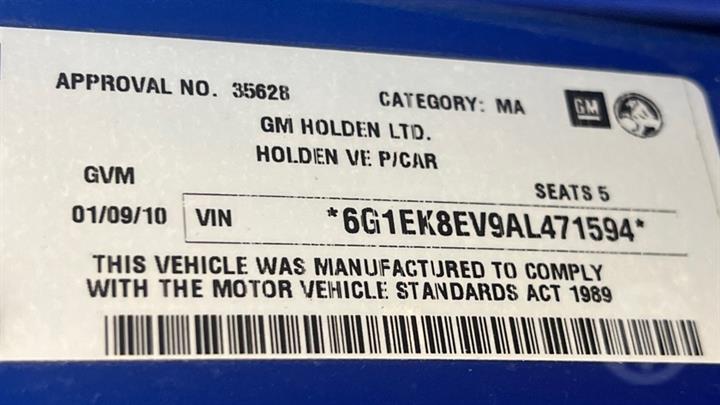 APPROVAL NO. 35628
CATEGORY: MA
GM
GM HOLDEN LTD.
HOLDEN VE P/CAR
GVM
SEATS 5
01/09/10 VIN *6G1EK8EV9AL471594*
THIS VEHICLE WAS MANUFACTURED TO COMPLY
WITH THE MOTOR VEHICLE STANDARDS ACT 1989